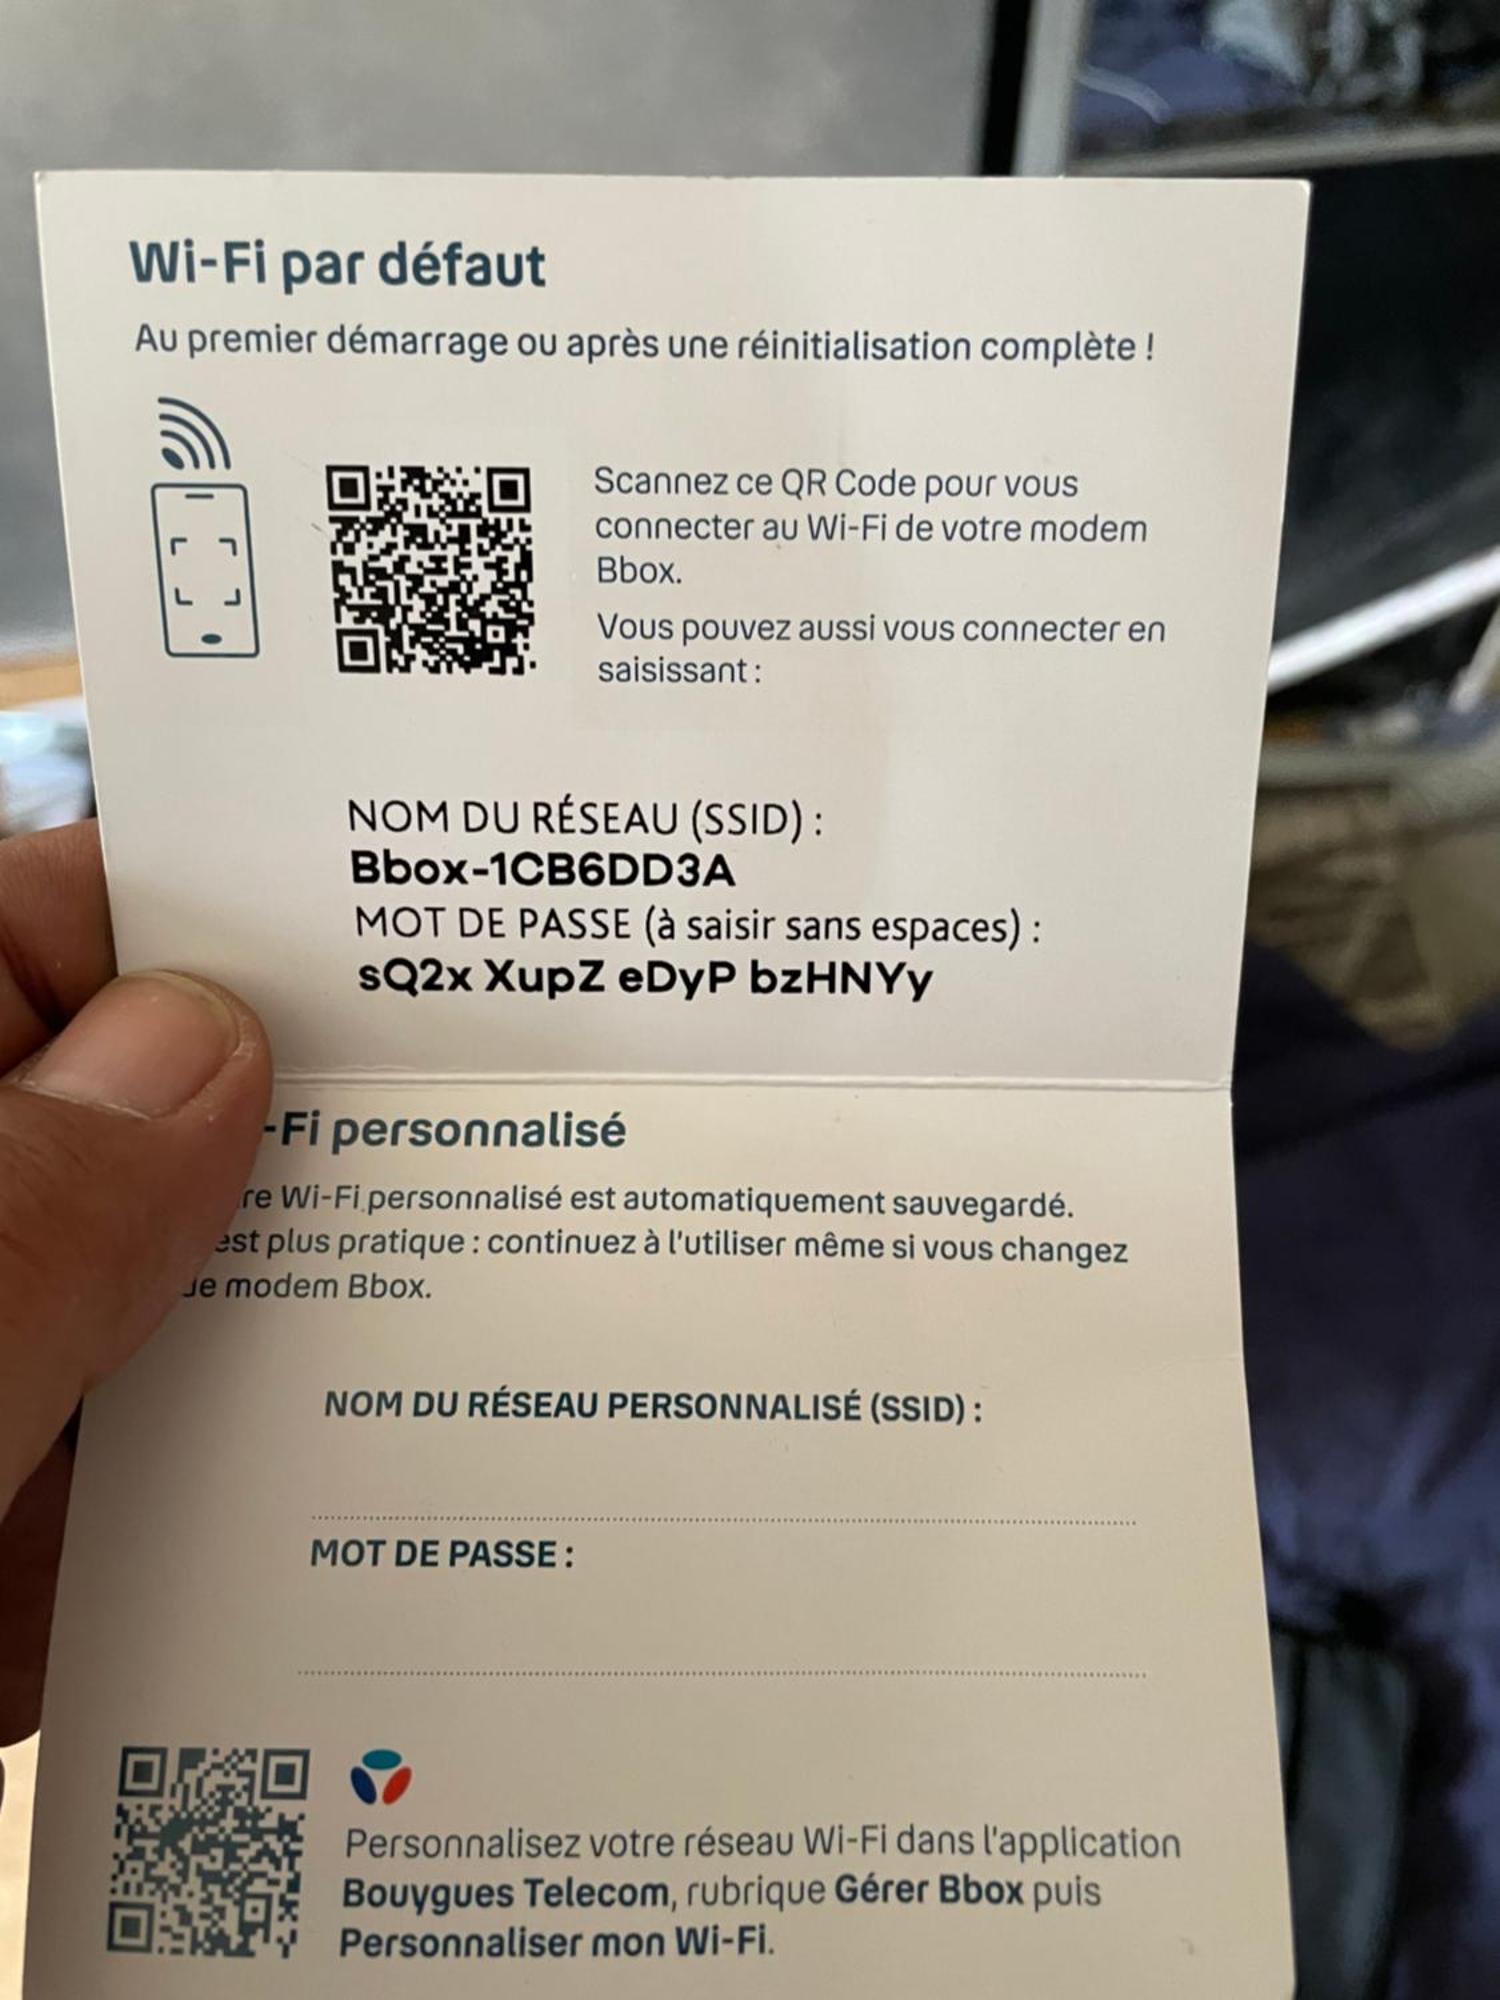 Wi-Fi par défaut
Au premier démarrage ou après une réinitialisation complète !
Scannez ce QR Code pour vous
connecter au Wi-Fi de votre modem
Bbox.
Vous pouvez aussi vous connecter en
saisissant :
NOM DU RÉSEAU (SSID) :
Bbox-1CB6DD3A
MOT DE PASSE (à saisir sans espaces) :
sQ2x XupZ eDyP bzHNYy
-Fi personnalisé
re Wi-Fi personnalisé est automatiquement sauvegardé.
est plus pratique : continuez à l'utiliser même si vous changez
de modem Bbox.
NOM DU RÉSEAU PERSONNALISÉ (SSID) :
MOT DE PASSE :
Personnalisez votre réseau Wi-Fi dans l'application
Bouygues Telecom, rubrique Gérer Bbox puis
Personnaliser mon Wi-Fi.